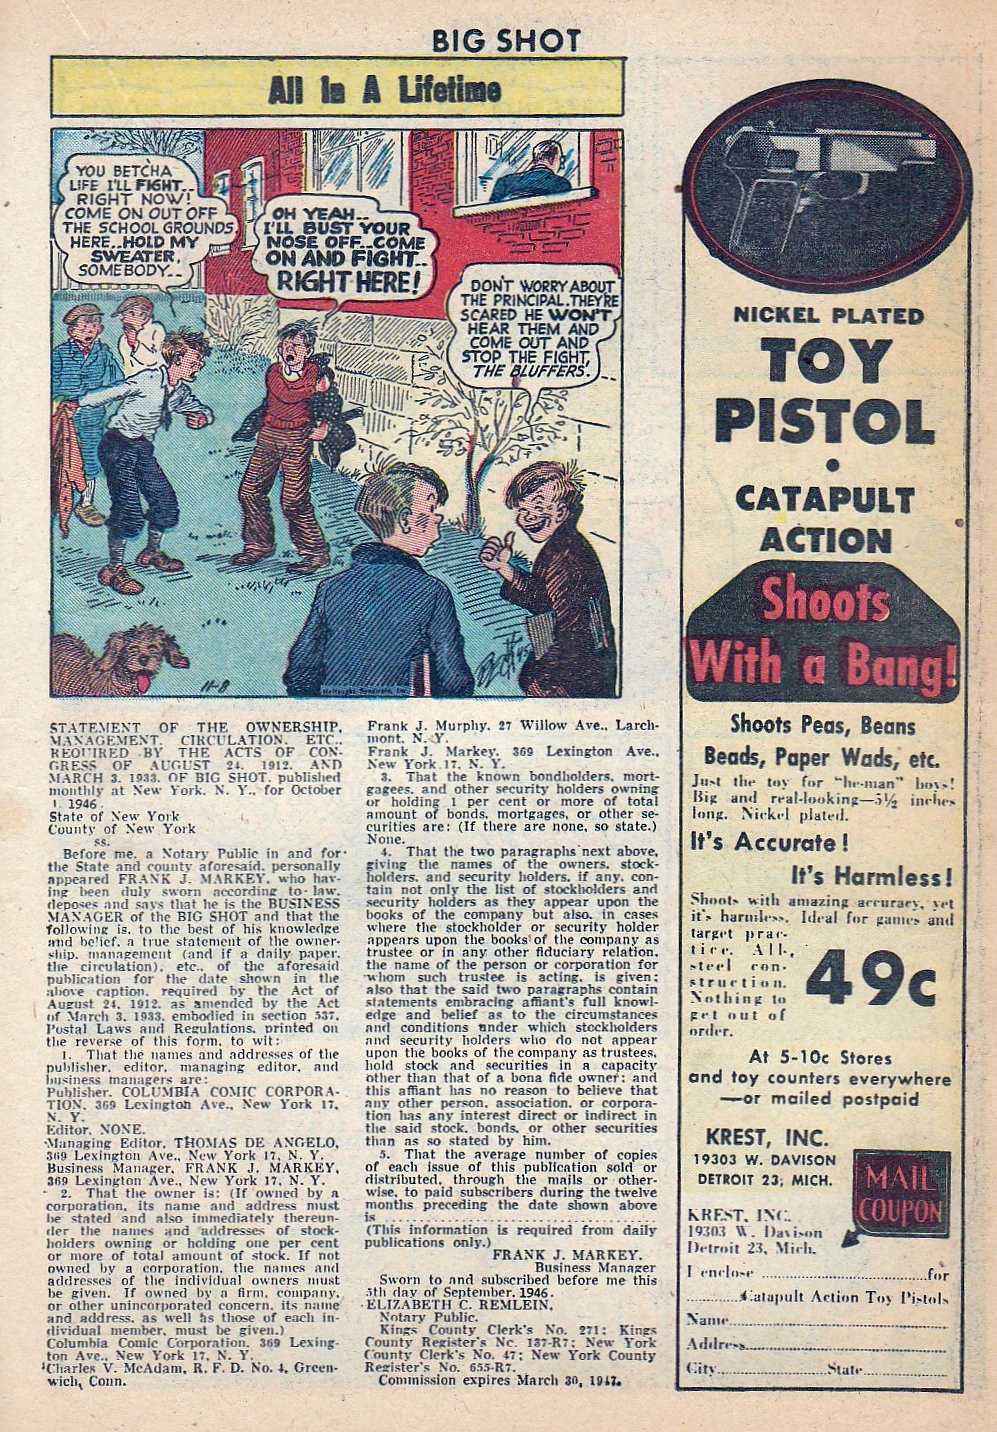 BIG SHOT
All In A Lifetime
YOU BETCHA
LIFE I'LL FIGHT..
RIGHT NOW!
COME ON OUT OFF
THE SCHOOL GROUNDS
HERE..HOLD MY
SWEATER,
SOMEBODY..
OH YEAH..
I'LL BUST YOUR
NOSE OFF..COME
ON AND FIGHT..
RIGHT HERE!
DON'T WORRY ABOUT
THE PRINCIPAL.THEY'RE
SCARED HE WON'T
HEAR THEM AND
COME OUT AND
STOP THE FIGHT,
THE BLUFFERS.
11-8
McNaught Syndicate, Inc.
STATEMENT OF THE OWNERSHIP,
MANAGEMENT, CIRCULATION, ETC.,
REQUIRED BY THE ACTS OF CON-
GRESS OF AUGUST 24, 1912, AND
MARCH 3, 1933, OF BIG SHOT, published
monthly at New York, N. Y., for October
1, 1946.
State of New York
County of New York
ss.
Before me, a Notary Public in and for
the State and county aforesaid, personally
appeared FRANK J. MARKEY, who hav-
ing been duly sworn according to law,
deposes and says that he is the BUSINESS
MANAGER of the BIG SHOT and that the
following is, to the best of his knowledge
and belief, a true statement of the owner-
ship, management (and if a daily paper,
the circulation), etc., of the aforesaid
publication for the date shown in the
above caption, required by the Act of
August 24, 1912, as amended by the Act
of March 3, 1933, embodied in section 537,
Postal Laws and Regulations, printed on
the reverse of this form, to wit:
1. That the names and addresses of the
publisher, editor, managing editor, and
business managers are:
Publisher, COLUMBIA COMIC CORPORA-
TION, 369 Lexington Ave., New York 17,
N. Y.
Editor, NONE.
Managing Editor, THOMAS DE ANGELO,
369 Lexington Ave., New York 17, N. Y.
Business Manager, FRANK J. MARKEY,
369 Lexington Ave., New York 17, N. Y.
2. That the owner is: (If owned by a
corporation, its name and address must
be stated and also immediately thereun-
der the names and addresses of stock-
holders owning or holding one per cent
or more of total amount of stock. If not
owned by a corporation, the names and
addresses of the individual owners must
be given. If owned by a firm, company,
or other unincorporated concern, its name
and address, as well as those of each in-
dividual member, must be given.)
Columbia Comic Corporation, 369 Lexing-
ton Ave., New York 17, N. Y.
Charles V. McAdam, R. F. D. No. 4, Green-
wich, Conn.
Frank J. Murphy, 27 Willow Ave., Larch-
mont, N. Y.
Frank J. Markey, 369 Lexington Ave.,
New York 17, N. Y.
3. That the known bondholders, mort-
gagees, and other security holders owning
or holding 1 per cent or more of total
amount of bonds, mortgages, or other se-
curities are: (If there are none, so state.)
None.
4. That the two paragraphs next above,
giving the names of the owners, stock-
holders, and security holders, if any, con-
tain not only the list of stockholders and
security holders as they appear upon the
books of the company but also, in cases
where the stockholder or security holder
appears upon the books of the company as
trustee or in any other fiduciary relation,
the name of the person or corporation for
whom such trustee is acting, is given;
also that the said two paragraphs contain
statements embracing affiant's full knowl-
edge and belief as to the circumstances
and conditions under which stockholders
and security holders who do not appear
upon the books of the company as trustees,
hold stock and securities in a capacity
other than that of a bona fide owner; and
this affiant has no reason to believe that
any other person, association, or corpora-
tion has any interest direct or indirect in
the said stock, bonds, or other securities
than as so stated by him.
5. That the average number of copies
of each issue of this publication sold or
distributed, through the mails or other-
wise, to paid subscribers during the twelve
months preceding the date shown above
is ........................................
(This information is required from daily
publications only.)
FRANK J. MARKEY,
Business Manager
Sworn to and subscribed before me this
5th day of September, 1946.
ELIZABETH C. REMLEIN,
Notary Public.
Kings County Clerk's No. 271; Kings
County Register's No. 137-R7; New York
County Clerk's No. 47; New York County
Register's No. 655-R7.
Commission expires March 30, 1947.
NICKEL PLATED
TOY
PISTOL
•
CATAPULT
ACTION
Shoots
With a Bang!
Shoots Peas, Beans
Beads, Paper Wads, etc.
Just the toy for "he-man" boys!
Big and real-looking—5½ inches
long. Nickel plated.
It's Accurate!
It's Harmless!
Shoots with amazing accuracy, yet
it's harmless. Ideal for games and
target prac-
tice. All-
steel con-
struction.
Nothing to
get out of
order.
49c
At 5-10c Stores
and toy counters everywhere
—or mailed postpaid
KREST, INC.
19303 W. DAVISON
DETROIT 23, MICH.
MAIL
COUPON
KREST, INC.
19303 W. Davison
Detroit 23, Mich.
I enclose ........................for
............Catapult Action Toy Pistols
Name..............................
Address..............................
City....................State..............